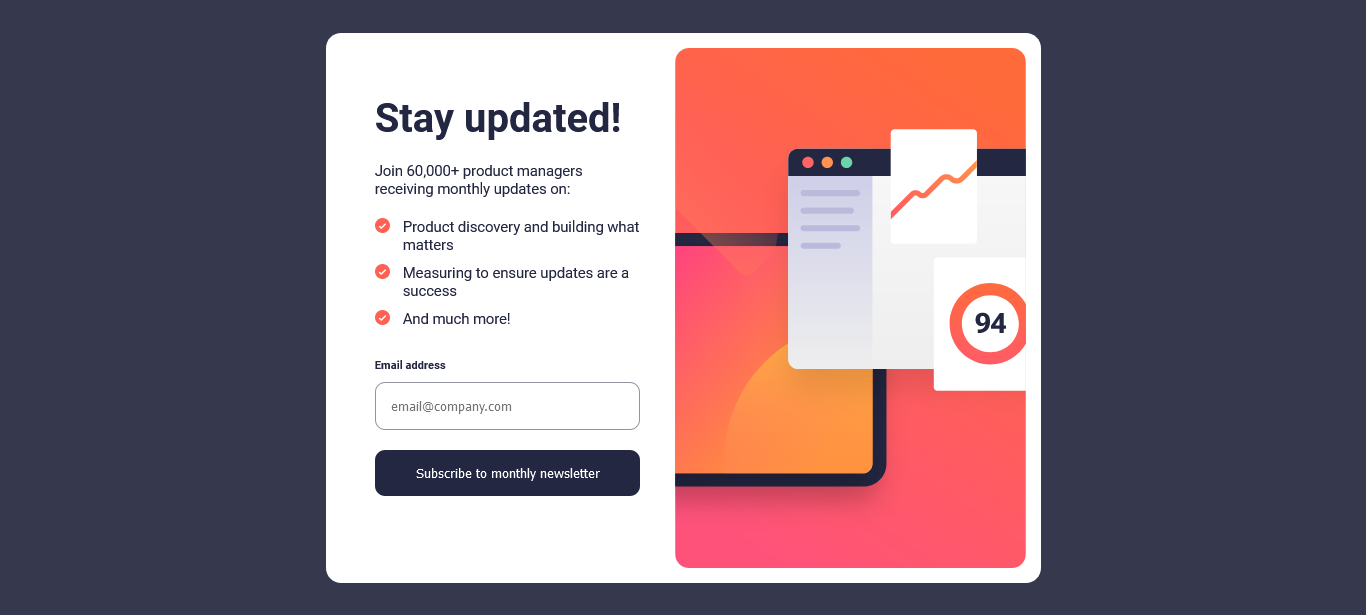 Stay updated!
Join 60,000+ product managers
receiving monthly updates on:
Product discovery and building what
matters
Measuring to ensure updates are a
success
And much more!
Email address
email@company.com
Subscribe to monthly newsletter
94